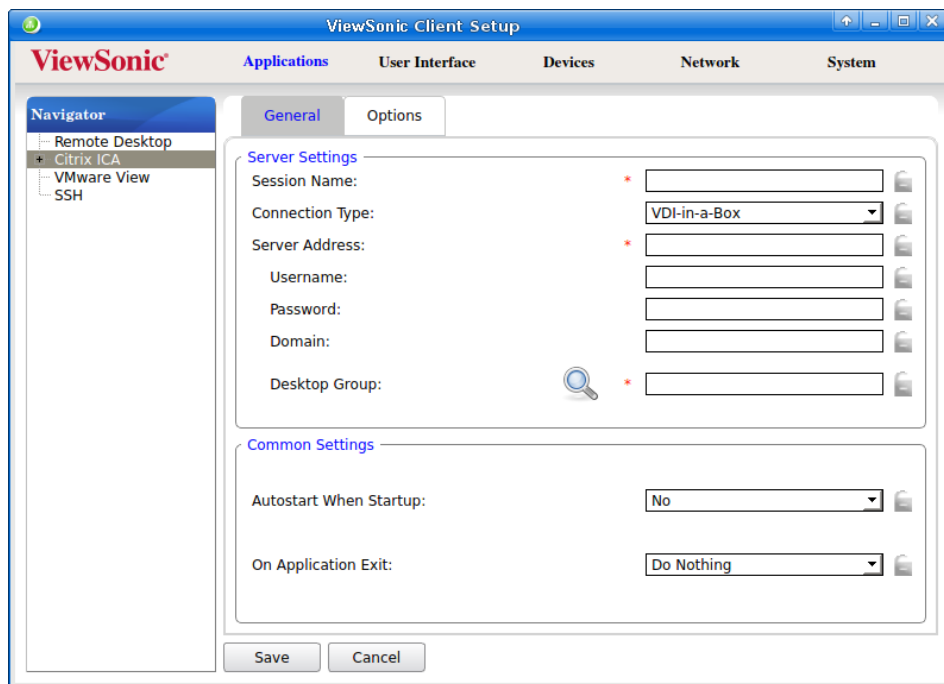 ViewSonic Client Setup
ViewSonic®
Applications User Interface Devices Network System
Navigator
Remote Desktop
Citrix ICA
VMware View
SSH
General Options
Server Settings
Session Name: *
Connection Type: VDI-in-a-Box
Server Address: *
Username:
Password:
Domain:
Desktop Group: *
Common Settings
Autostart When Startup: No
On Application Exit: Do Nothing
Save Cancel